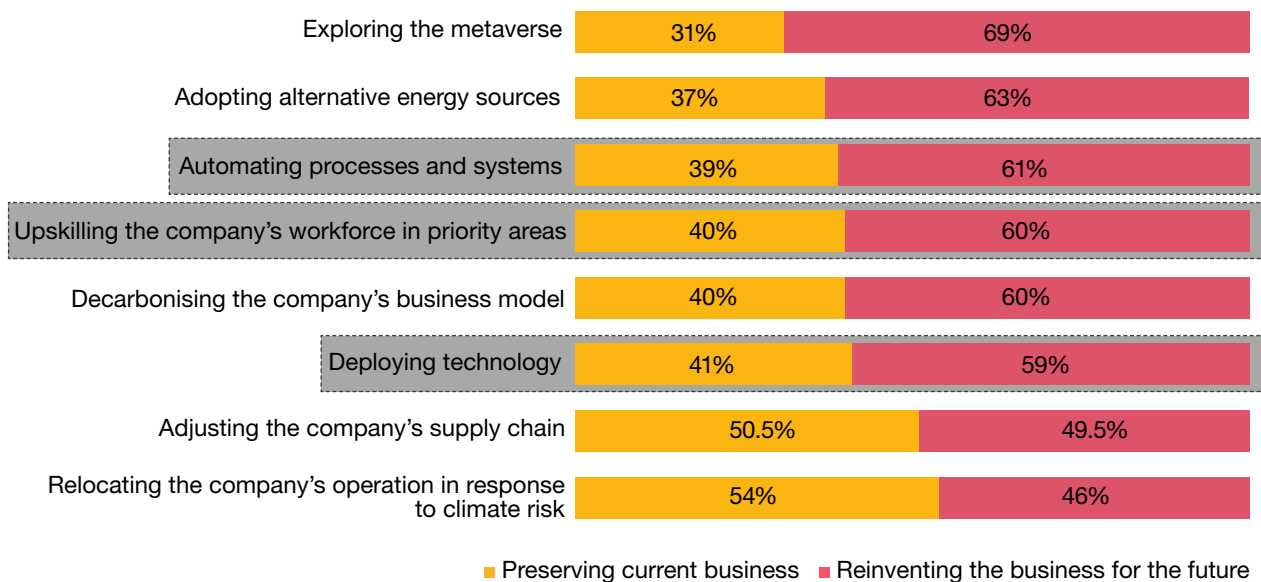 Exploring the metaverse 31% 69%
Adopting alternative energy sources 37% 63%
Automating processes and systems 39% 61%
Upskilling the company’s workforce in priority areas 40% 60%
Decarbonising the company’s business model 40% 60%
Deploying technology 41% 59%
Adjusting the company’s supply chain 50.5% 49.5%
Relocating the company’s operation in response
to climate risk 54% 46%
Preserving current business Reinventing the business for the future